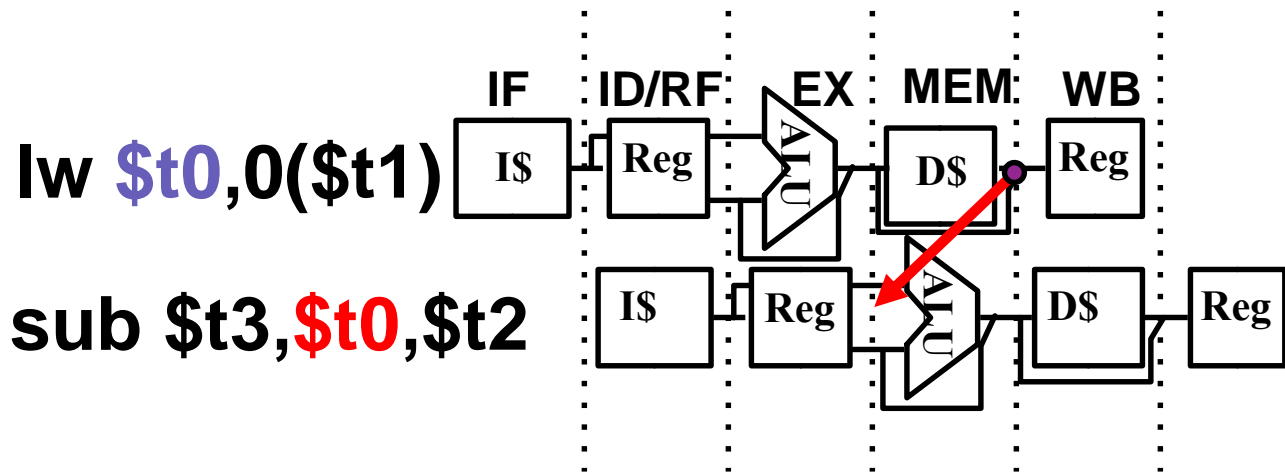 IF ID/RF EX MEM WB
lw $t0,0($t1) I$ Reg ALU D$ Reg
sub $t3,$t0,$t2 I$ Reg ALU D$ Reg